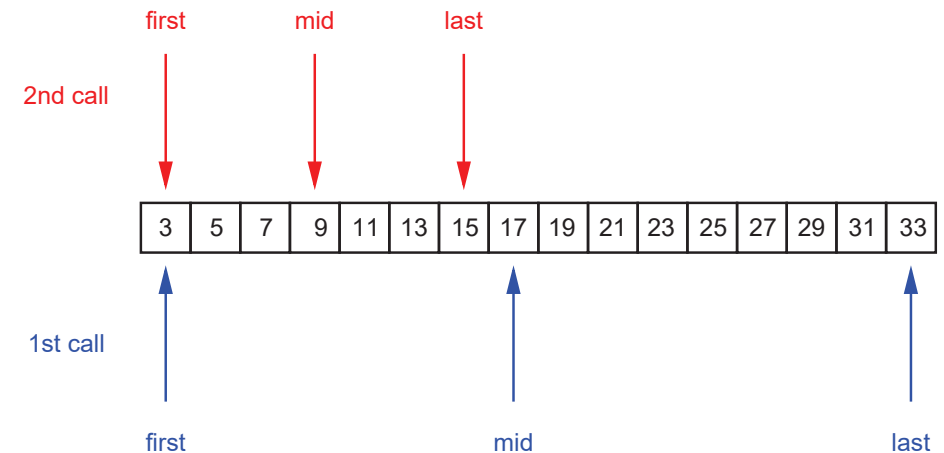 first mid last
2nd call
3 5 7 9 11 13 15 17 19 21 23 25 27 29 31 33
1st call
first mid last